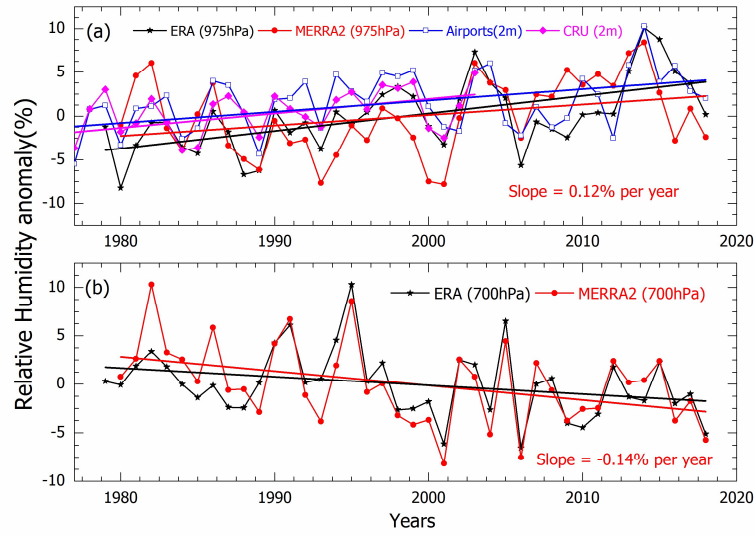 (a)
ERA (975hPa) MERRA2 (975hPa) Airports(2m) CRU (2m)
10
5
0
-5
-10
Slope = 0.12% per year
1980 1990 2000 2010 2020
Relative Humidity anomaly(%)
(b)
ERA (700hPa) MERRA2 (700hPa)
10
5
0
-5
-10
Slope = -0.14% per year
1980 1990 2000 2010 2020
Years